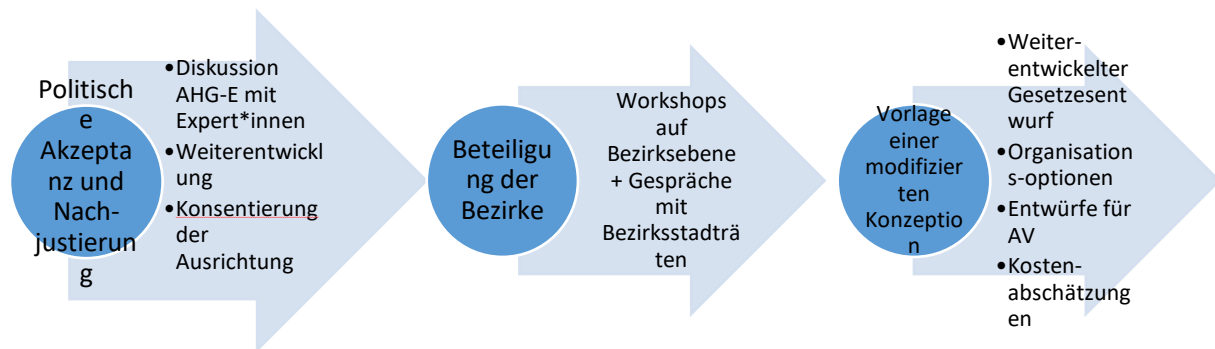 Politisch
e
Akzepta
nz und
Nach-
justierun
g
•Diskussion
AHG-E mit
Expert*innen
•Weiterentwickl
ung
•Konsentierung
der
Ausrichtung
Beteiligu
ng der
Bezirke
Workshops
auf
Bezirksebene
+ Gespräche
mit
Bezirksstadträ
ten
Vorlage
einer
modifizier
ten
Konzeptio
n
•Weiter-
entwickelter
Gesetzesent
wurf
•Organisation
s-optionen
•Entwürfe für
AV
•Kosten-
abschätzung
en